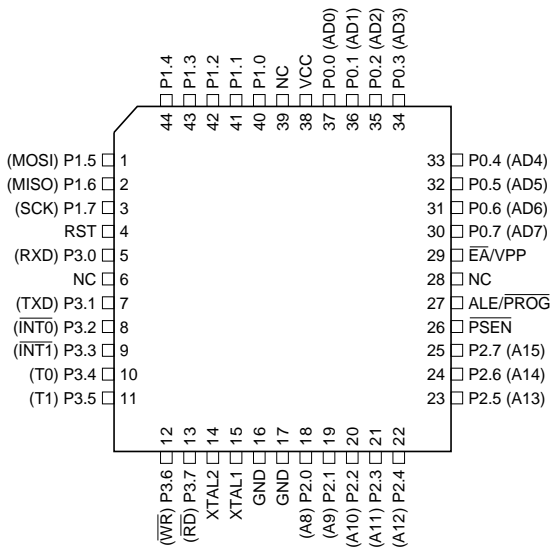 P1.4
P1.3
P1.2
P1.1
P1.0
NC
VCC
P0.0 (AD0)
P0.1 (AD1)
P0.2 (AD2)
P0.3 (AD3)
44
43
42
41
40
39
38
37
36
35
34
(MOSI) P1.5 1
(MISO) P1.6 2
(SCK) P1.7 3
RST 4
(RXD) P3.0 5
NC 6
(TXD) P3.1 7
(I̅N̅T̅0̅) P3.2 8
(I̅N̅T̅1̅) P3.3 9
(T0) P3.4 10
(T1) P3.5 11
33 P0.4 (AD4)
32 P0.5 (AD5)
31 P0.6 (AD6)
30 P0.7 (AD7)
29 E̅A̅/VPP
28 NC
27 ALE/P̅R̅O̅G̅
26 P̅S̅E̅N̅
25 P2.7 (A15)
24 P2.6 (A14)
23 P2.5 (A13)
12
13
14
15
16
17
18
19
20
21
22
(W̅R̅) P3.6
(R̅D̅) P3.7
XTAL2
XTAL1
GND
GND
(A8) P2.0
(A9) P2.1
(A10) P2.2
(A11) P2.3
(A12) P2.4